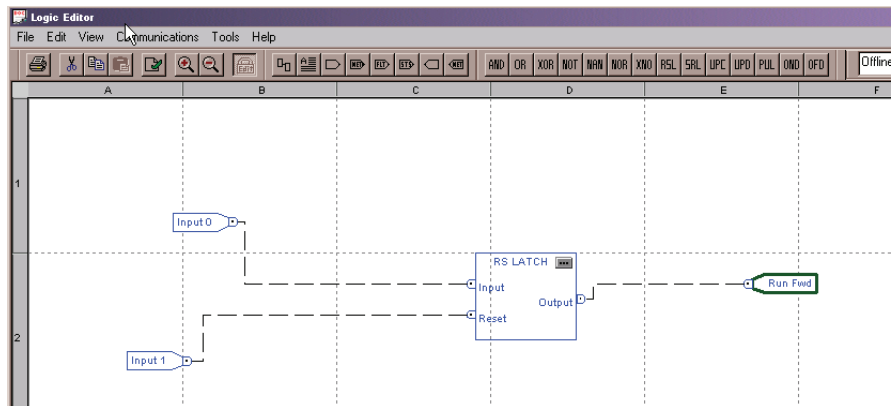 Logic Editor
File Edit View Communications Tools Help
AND OR XOR NOT NAN NOR XNO RSL SRL UPC UPD PUL OND OFD Offline
A B C D E F
1
Input 0
RS LATCH
Input
Output
Run Fwd
Reset
2
Input 1